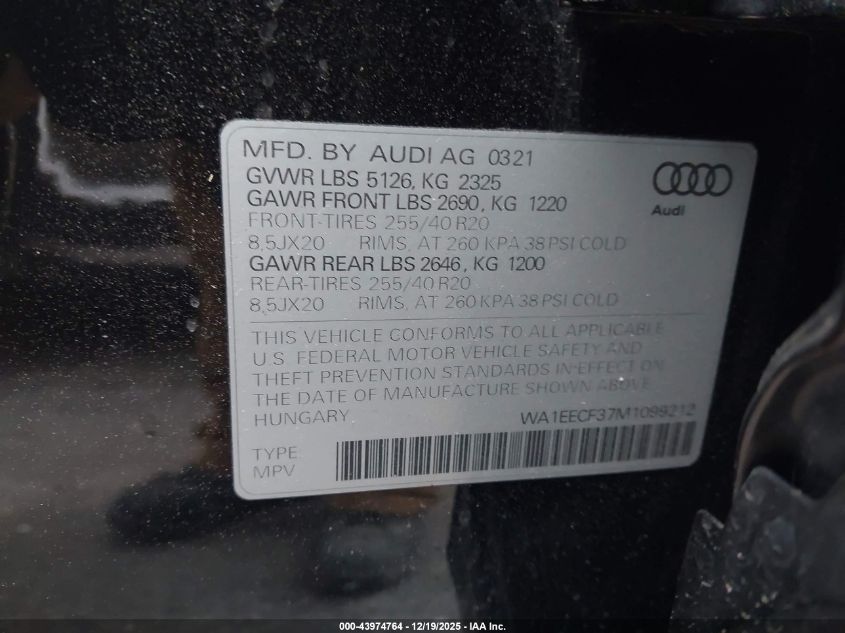 MFD. BY AUDI AG 0321
GVWR LBS 5126, KG 2325
GAWR FRONT LBS 2690, KG 1220
FRONT-TIRES 255/40 R20
8,5JX20 RIMS, AT 260 KPA 38 PSI COLD
GAWR REAR LBS 2646, KG 1200
REAR-TIRES 255/40 R20
8,5JX20 RIMS, AT 260 KPA 38 PSI COLD
Audi
THIS VEHICLE CONFORMS TO ALL APPLICABLE
U.S. FEDERAL MOTOR VEHICLE SAFETY AND
THEFT PREVENTION STANDARDS IN EFFECT ON
THE DATE OF MANUFACTURE SHOWN ABOVE
HUNGARY WA1EECF37M1099212
TYPE:
MPV
000-43974764 - 12/19/2025 - IAA Inc.